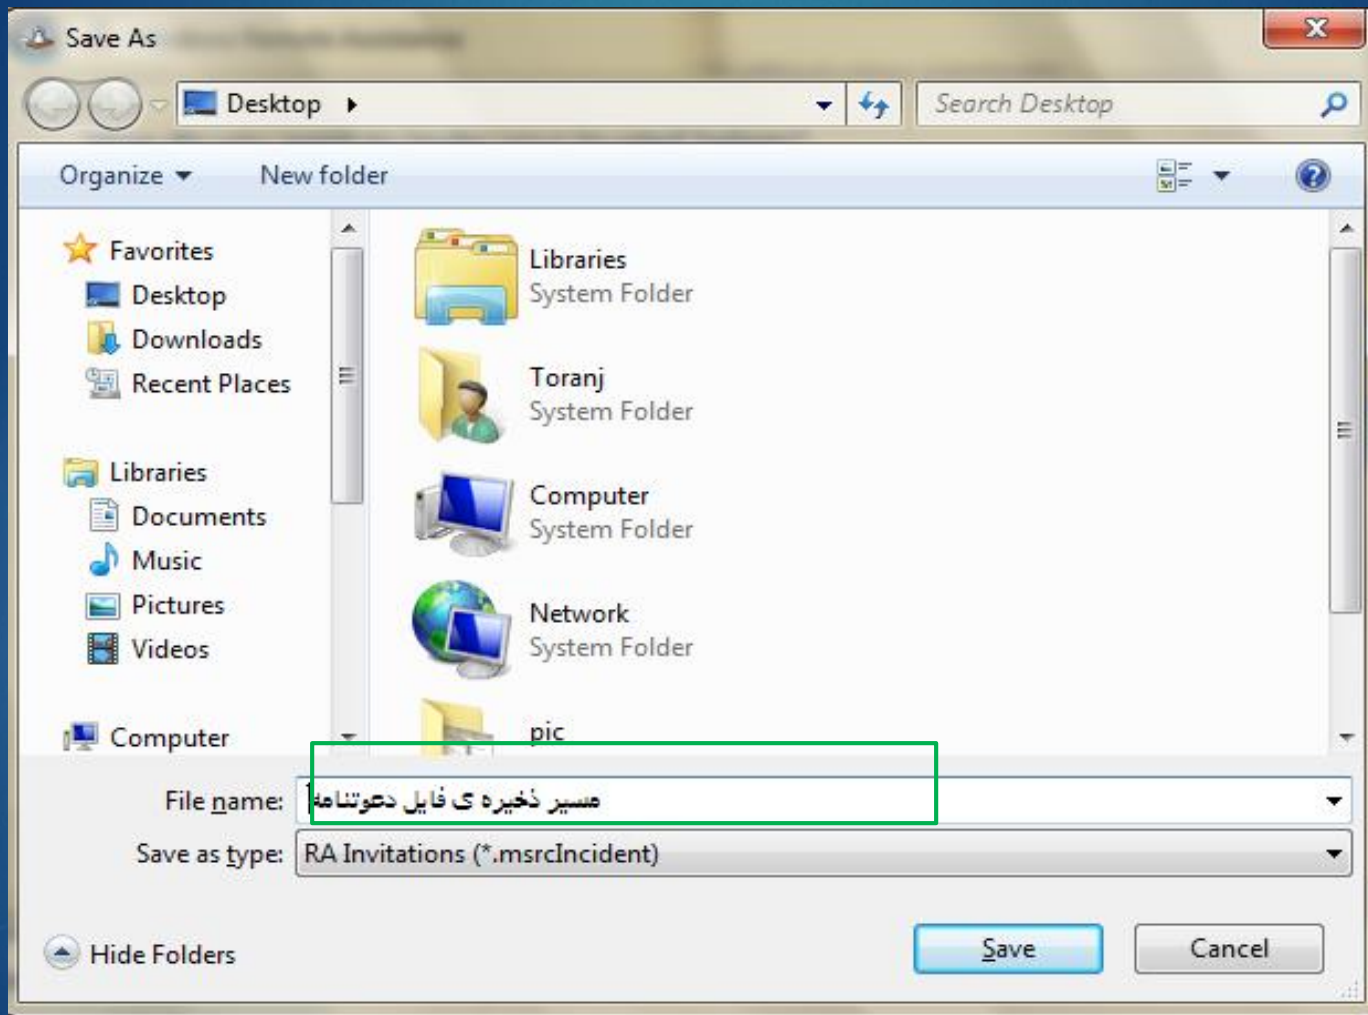 Save As
Desktop
Search Desktop
Organize
New folder
Favorites
Desktop
Downloads
Recent Places
Libraries
Documents
Music
Pictures
Videos
Computer
Libraries
System Folder
Toranj
System Folder
Computer
System Folder
Network
System Folder
pic
File name: مسیر ذخیره ی فایل دعوتنامه
Save as type: RA Invitations (*.msrcIncident)
Hide Folders
Save
Cancel